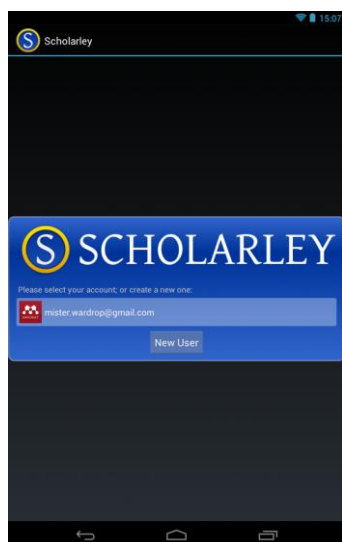 15:07
S Scholarley
S SCHOLARLEY
Please select your account; or create a new one:
mister.wardrop@gmail.com
New User